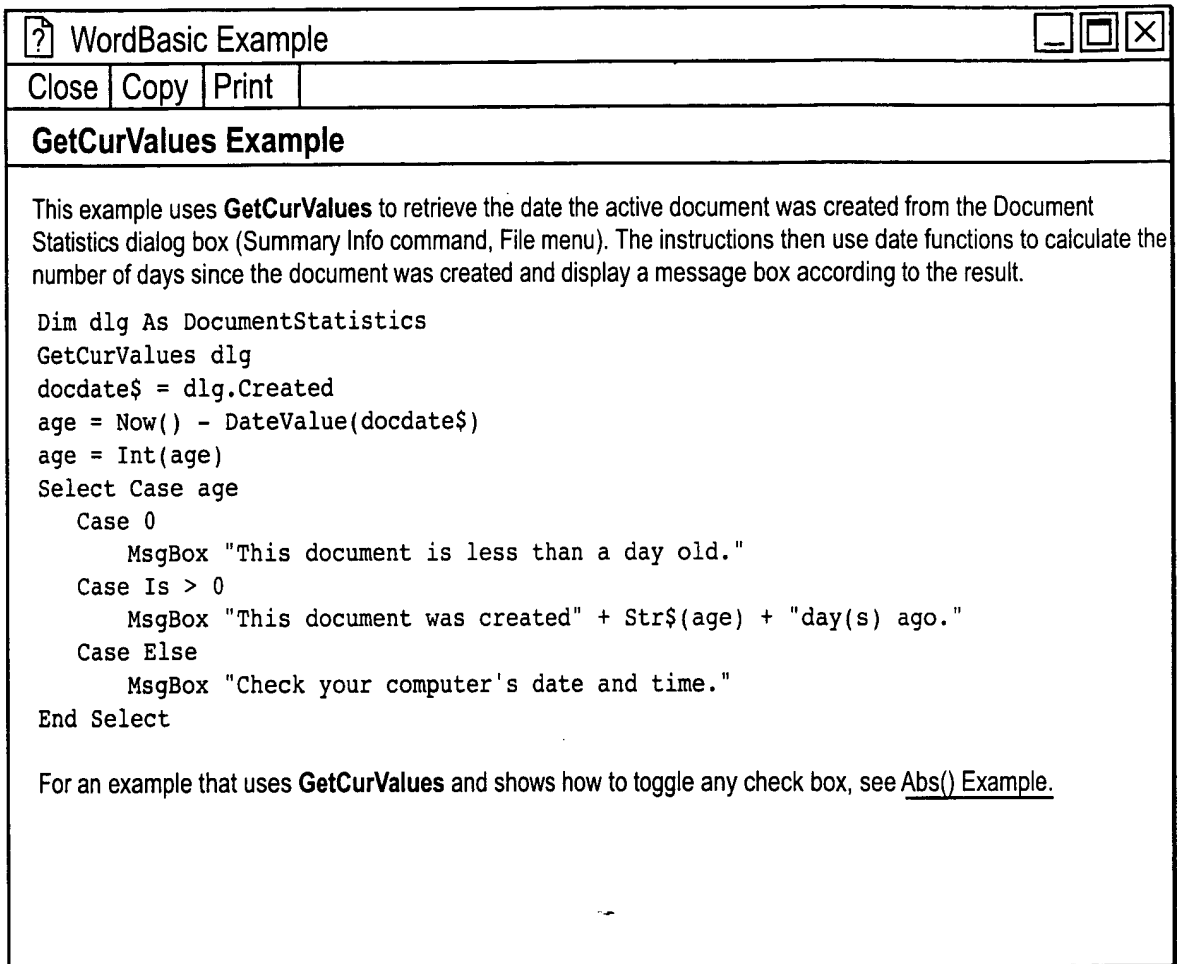 WordBasic Example
Close Copy Print
GetCurValues Example
This example uses GetCurValues to retrieve the date the active document was created from the Document
Statistics dialog box (Summary Info command, File menu). The instructions then use date functions to calculate the
number of days since the document was created and display a message box according to the result.
Dim dlg As DocumentStatistics
GetCurValues dlg
docdate$ = dlg.Created
age = Now() - DateValue(docdate$)
age = Int(age)
Select Case age
Case 0
MsgBox "This document is less than a day old."
Case Is > 0
MsgBox "This document was created" + Str$(age) + "day(s) ago."
Case Else
MsgBox "Check your computer's date and time."
End Select
For an example that uses GetCurValues and shows how to toggle any check box, see Abs() Example.